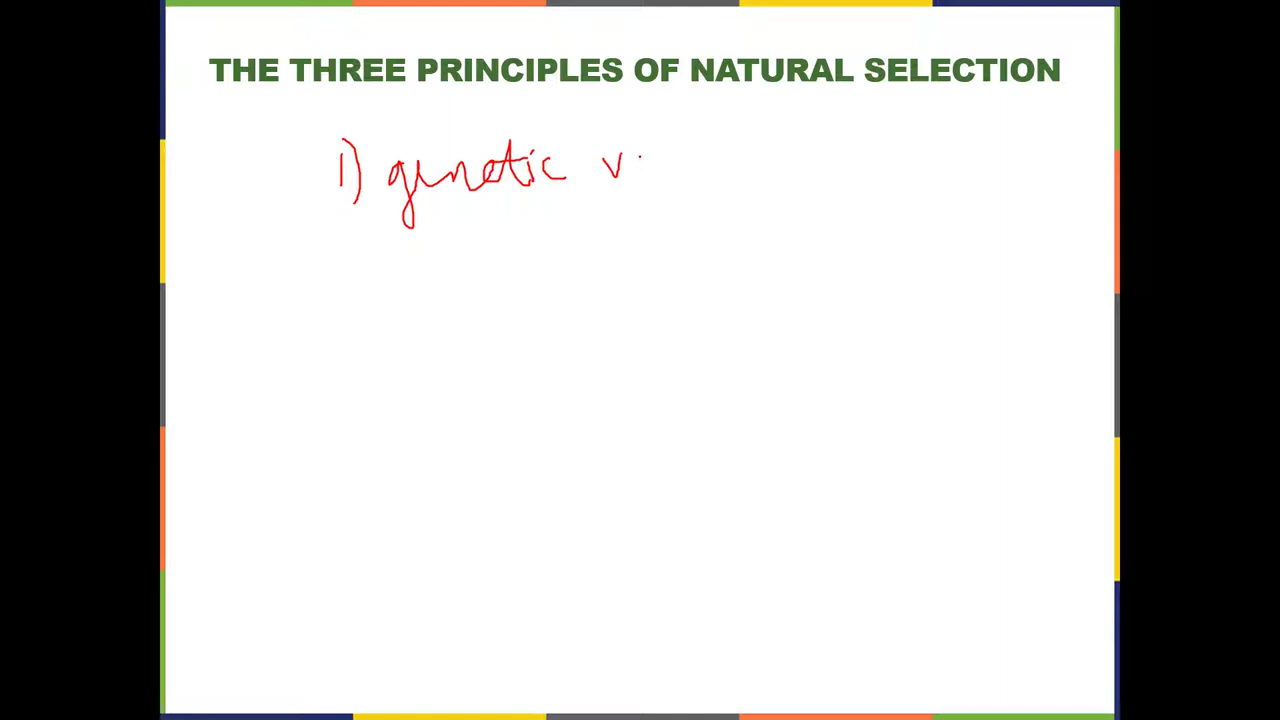 THE THREE PRINCIPLES OF NATURAL SELECTION
1) genetic v